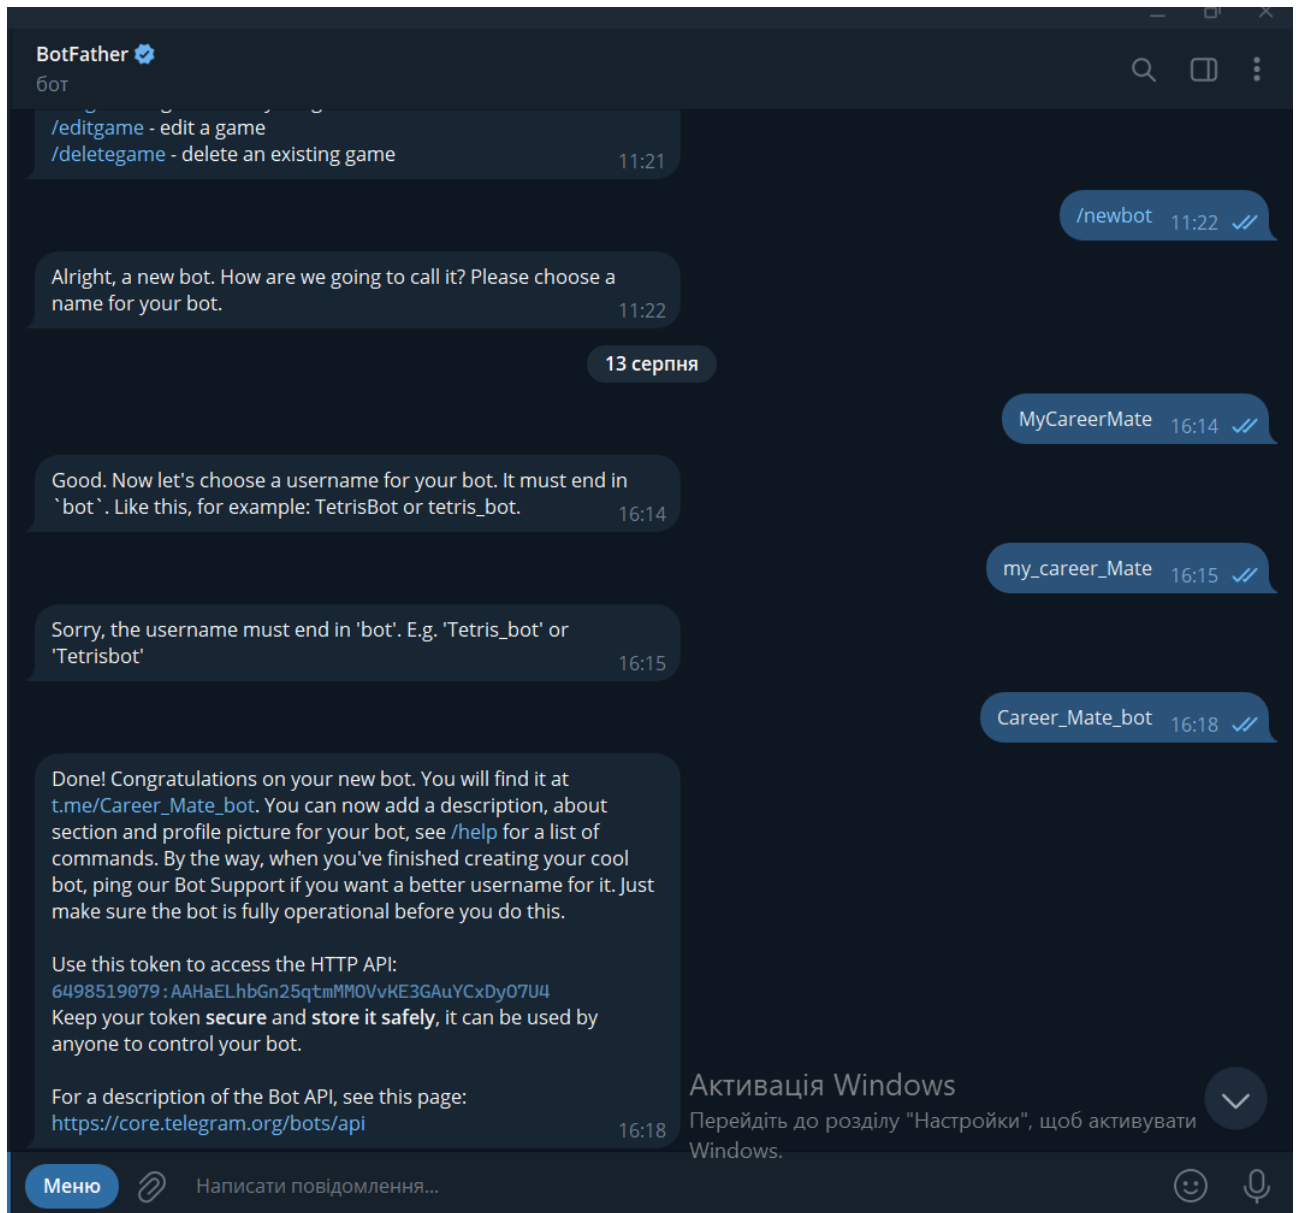 BotFather
бот
/editgame - edit a game
/deletegame - delete an existing game
11:21
/newbot 11:22
Alright, a new bot. How are we going to call it? Please choose a
name for your bot.
11:22
13 серпня
MyCareerMate 16:14
Good. Now let's choose a username for your bot. It must end in
`bot`. Like this, for example: TetrisBot or tetris_bot.
16:14
my_career_Mate 16:15
Sorry, the username must end in 'bot'. E.g. 'Tetris_bot' or
'Tetrisbot'
16:15
Career_Mate_bot 16:18
Done! Congratulations on your new bot. You will find it at
t.me/Career_Mate_bot. You can now add a description, about
section and profile picture for your bot, see /help for a list of
commands. By the way, when you've finished creating your cool
bot, ping our Bot Support if you want a better username for it. Just
make sure the bot is fully operational before you do this.
Use this token to access the HTTP API:
6498519079:AAHaELhbGn25qtmMMOVvKE3GAuYCxDyO7U4
Keep your token secure and store it safely, it can be used by
anyone to control your bot.
For a description of the Bot API, see this page:
https://core.telegram.org/bots/api
16:18
Активація Windows
Перейдіть до розділу "Настройки", щоб активувати
Windows.
Меню
Написати повідомлення...